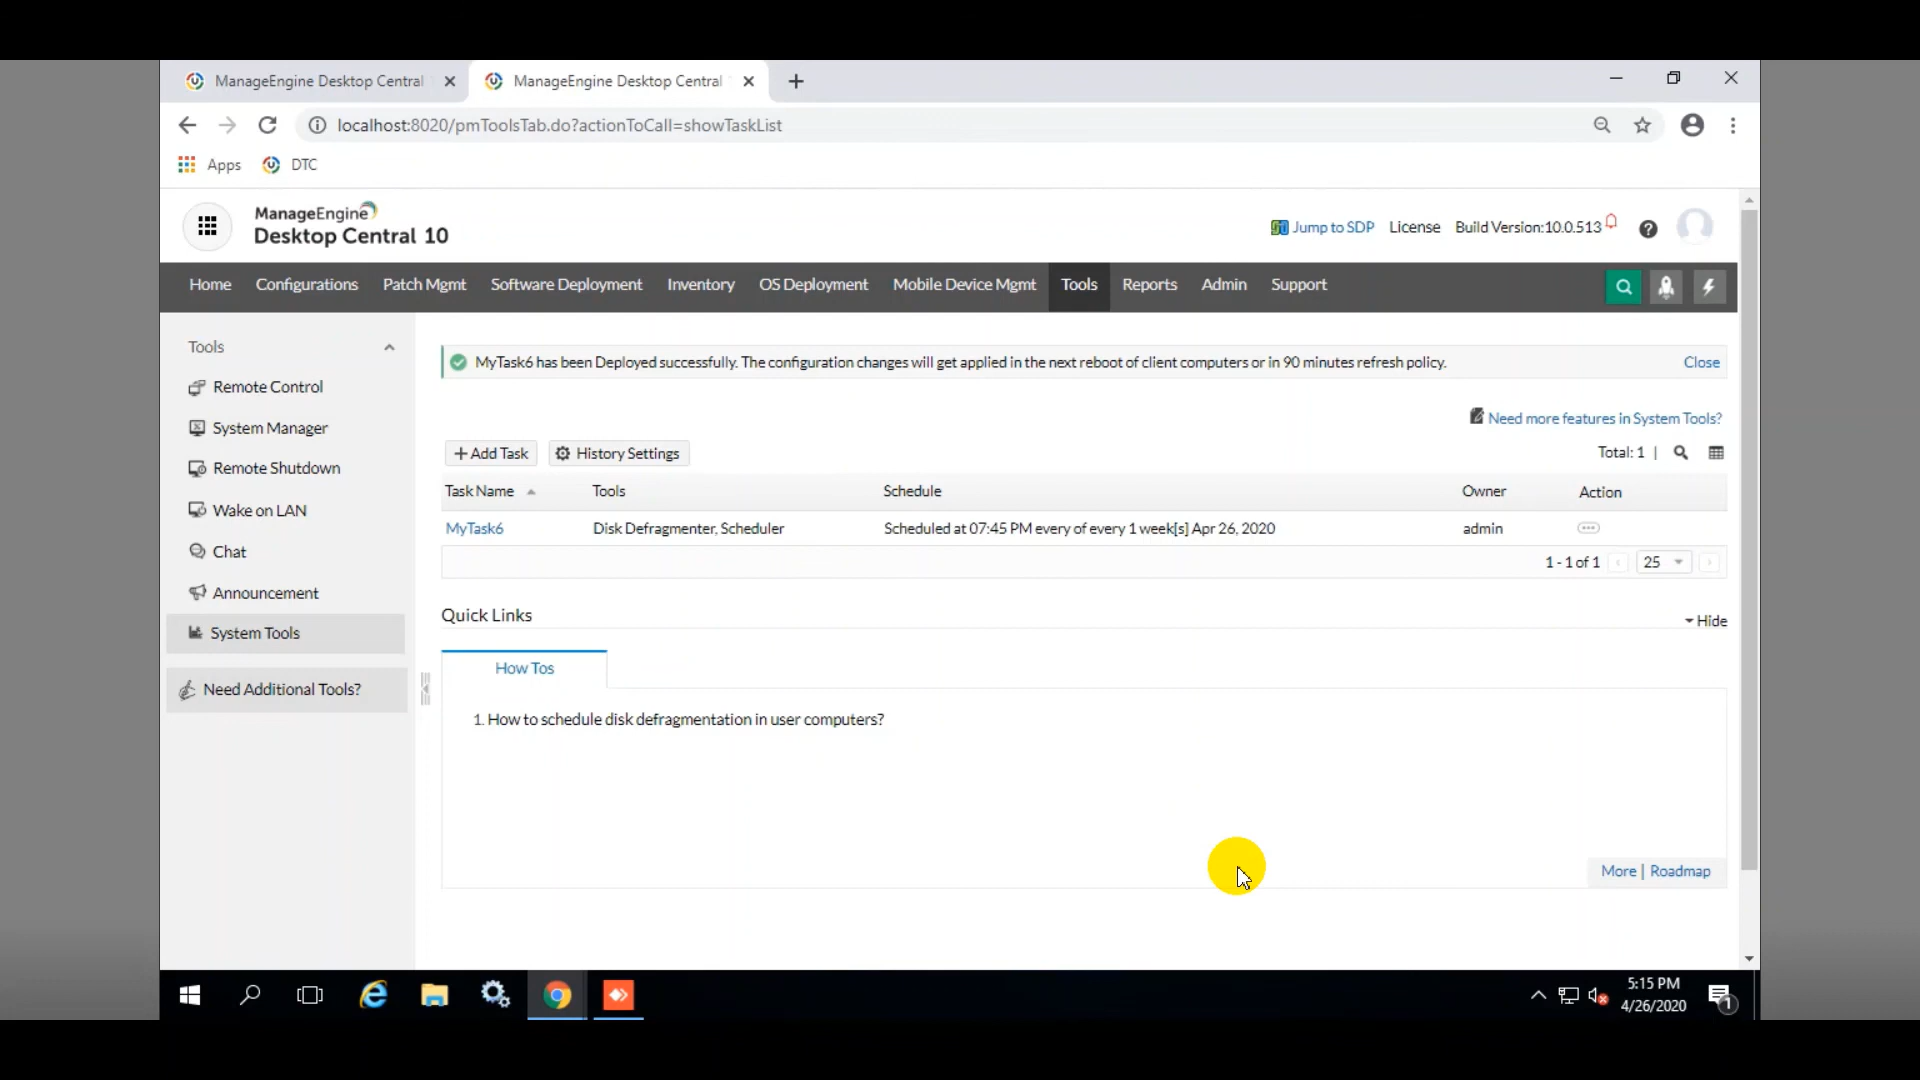 ManageEngine Desktop Central
ManageEngine Desktop Central
localhost:8020/pmToolsTab.do?actionToCall=showTaskList
Apps
DTC
ManageEngine
Desktop Central 10
Jump to SDP
License
Build Version:10.0.513
Home
Configurations
Patch Mgmt
Software Deployment
Inventory
OS Deployment
Mobile Device Mgmt
Tools
Reports
Admin
Support
Tools
Remote Control
System Manager
Remote Shutdown
Wake on LAN
Chat
Announcement
System Tools
Need Additional Tools?
MyTask6 has been Deployed successfully. The configuration changes will get applied in the next reboot of client computers or in 90 minutes refresh policy.
Close
Need more features in System Tools?
+ Add Task
History Settings
Total: 1 |
Task Name
Tools
Schedule
Owner
Action
MyTask6
Disk Defragmenter, Scheduler
Scheduled at 07:45 PM every of every 1 week[s] Apr 26, 2020
admin
1 - 1 of 1
25
Quick Links
Hide
How Tos
1. How to schedule disk defragmentation in user computers?
More | Roadmap
5:15 PM
4/26/2020
1